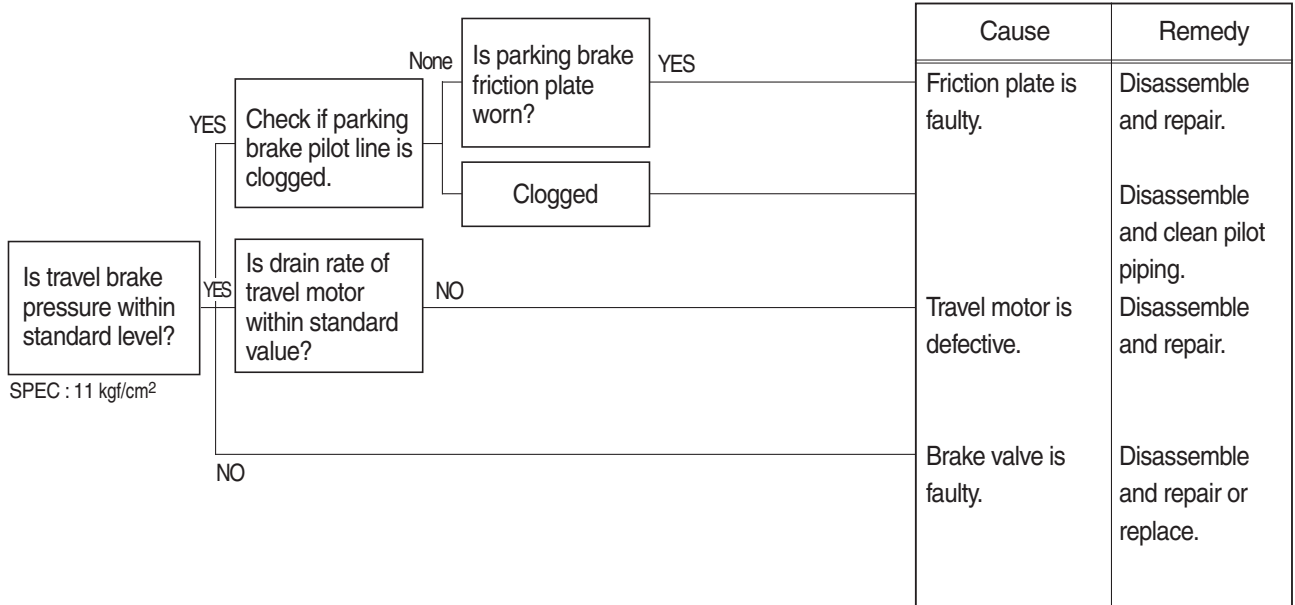 Cause
Remedy
None
Is parking brake
friction plate
worn?
YES
Friction plate is
faulty.
Disassemble
and repair.
YES
Check if parking
brake pilot line is
clogged.
Clogged
Disassemble
and clean pilot
piping.
Is travel brake
pressure within
standard level?
SPEC : 11 kgf/cm²
YES
Is drain rate of
travel motor
within standard
value?
NO
Travel motor is
defective.
Disassemble
and repair.
NO
Brake valve is
faulty.
Disassemble
and repair or
replace.